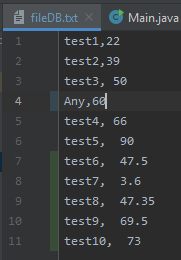 fileDB.txt Main.java
1 test1,22
2 test2,39
3 test3, 50
4 Any,60
5 test4, 66
6 test5,  90
7 test6,  47.5
8 test7,  3.6
9 test8,  47.35
10 test9,  69.5
11 test10,  73